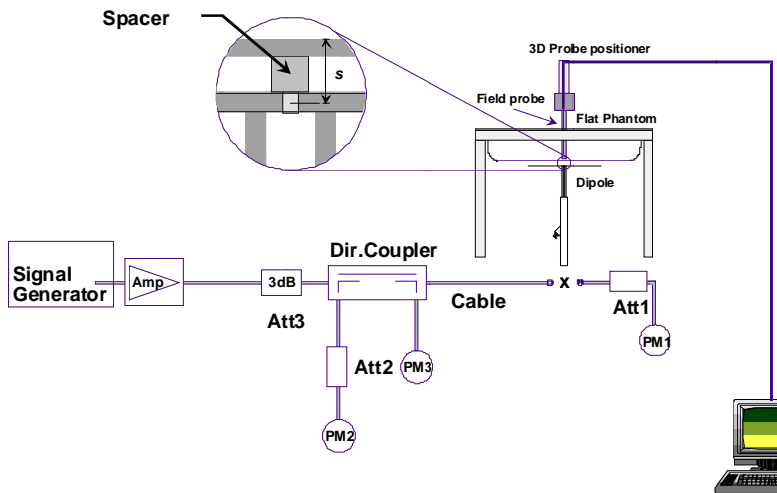 Spacer
s
3D Probe positioner
Field probe
Flat Phantom
Dipole
Signal
Generator
Amp
3dB
Att3
Dir.Coupler
Cable
x
Att1
PM1
Att2
PM3
PM2